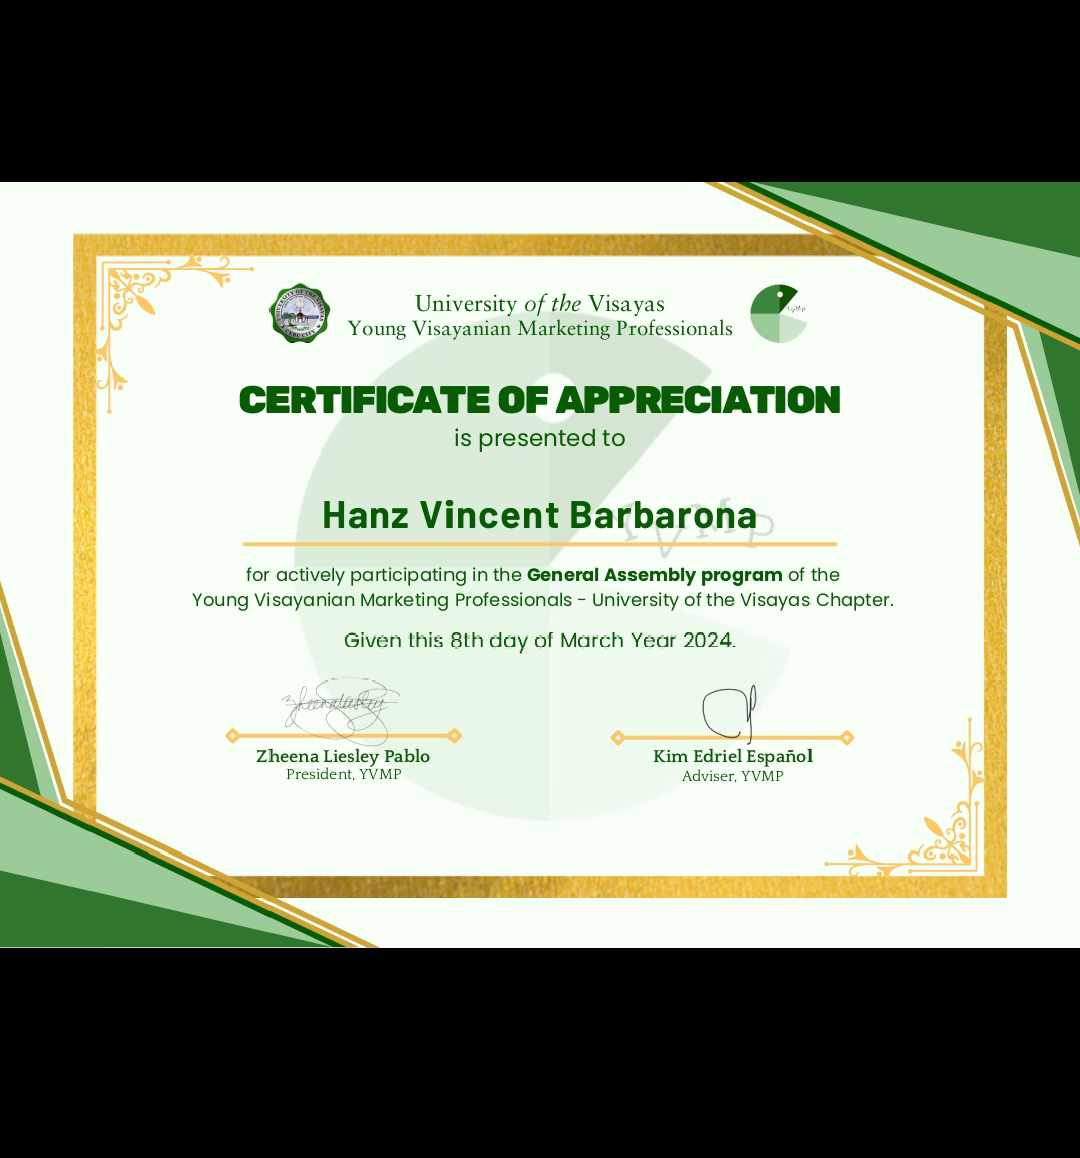 University of the Visayas
Young Visayanian Marketing Professionals
YVMP
CERTIFICATE OF APPRECIATION
is presented to
Hanz Vincent Barbarona
YVMP
for actively participating in the General Assembly program of the
Young Visayanian Marketing Professionals - University of the Visayas Chapter.
Given this 8th day of March Year 2024.
Zheena Liesley Pablo
President, YVMP
Kim Edriel Español
Adviser, YVMP